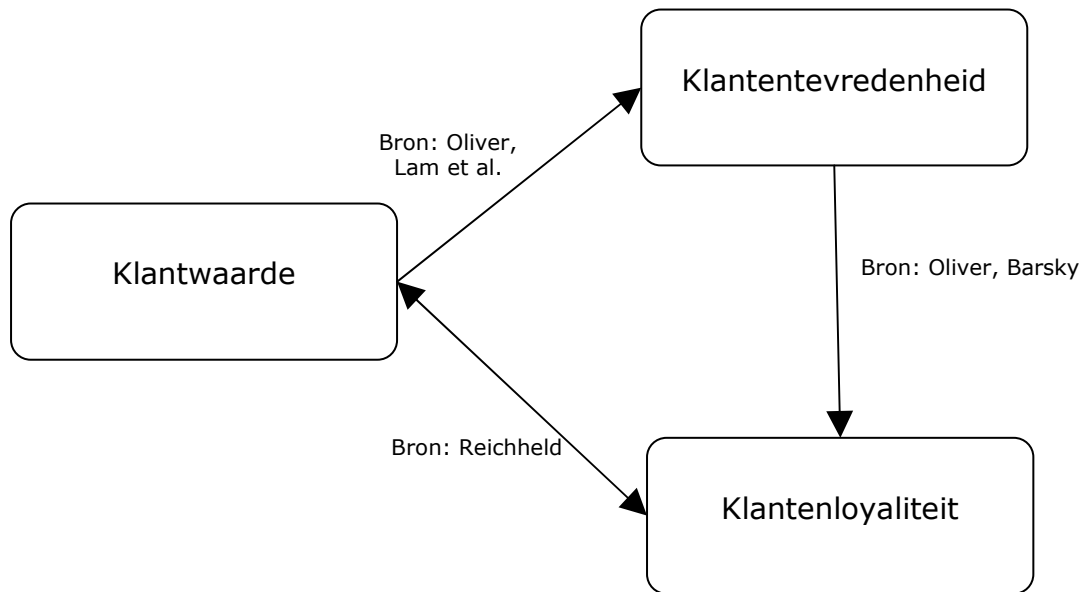 Klantentevredenheid
Bron: Oliver,
Lam et al.
Klantwaarde
Bron: Oliver, Barsky
Bron: Reichheld
Klantenloyaliteit